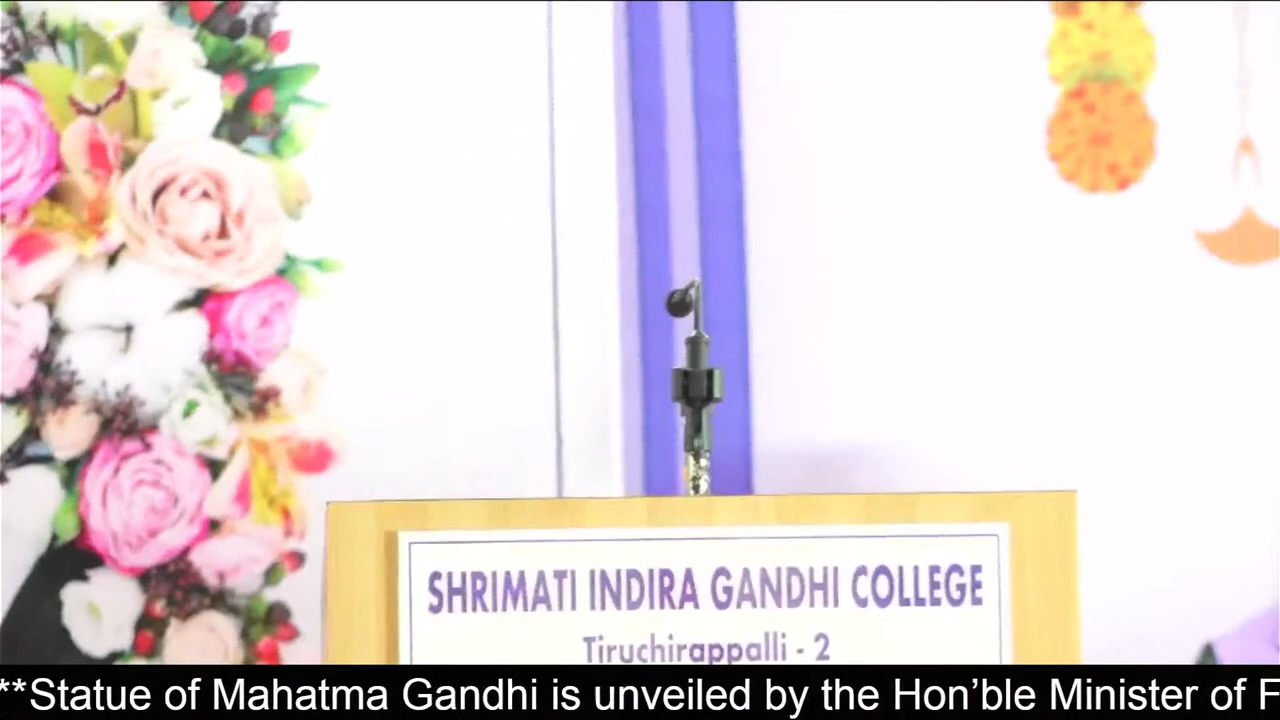 SHRIMATI INDIRA GANDHI COLLEGE
Tiruchirappalli - 2
**Statue of Mahatma Gandhi is unveiled by the Hon’ble Minister of F